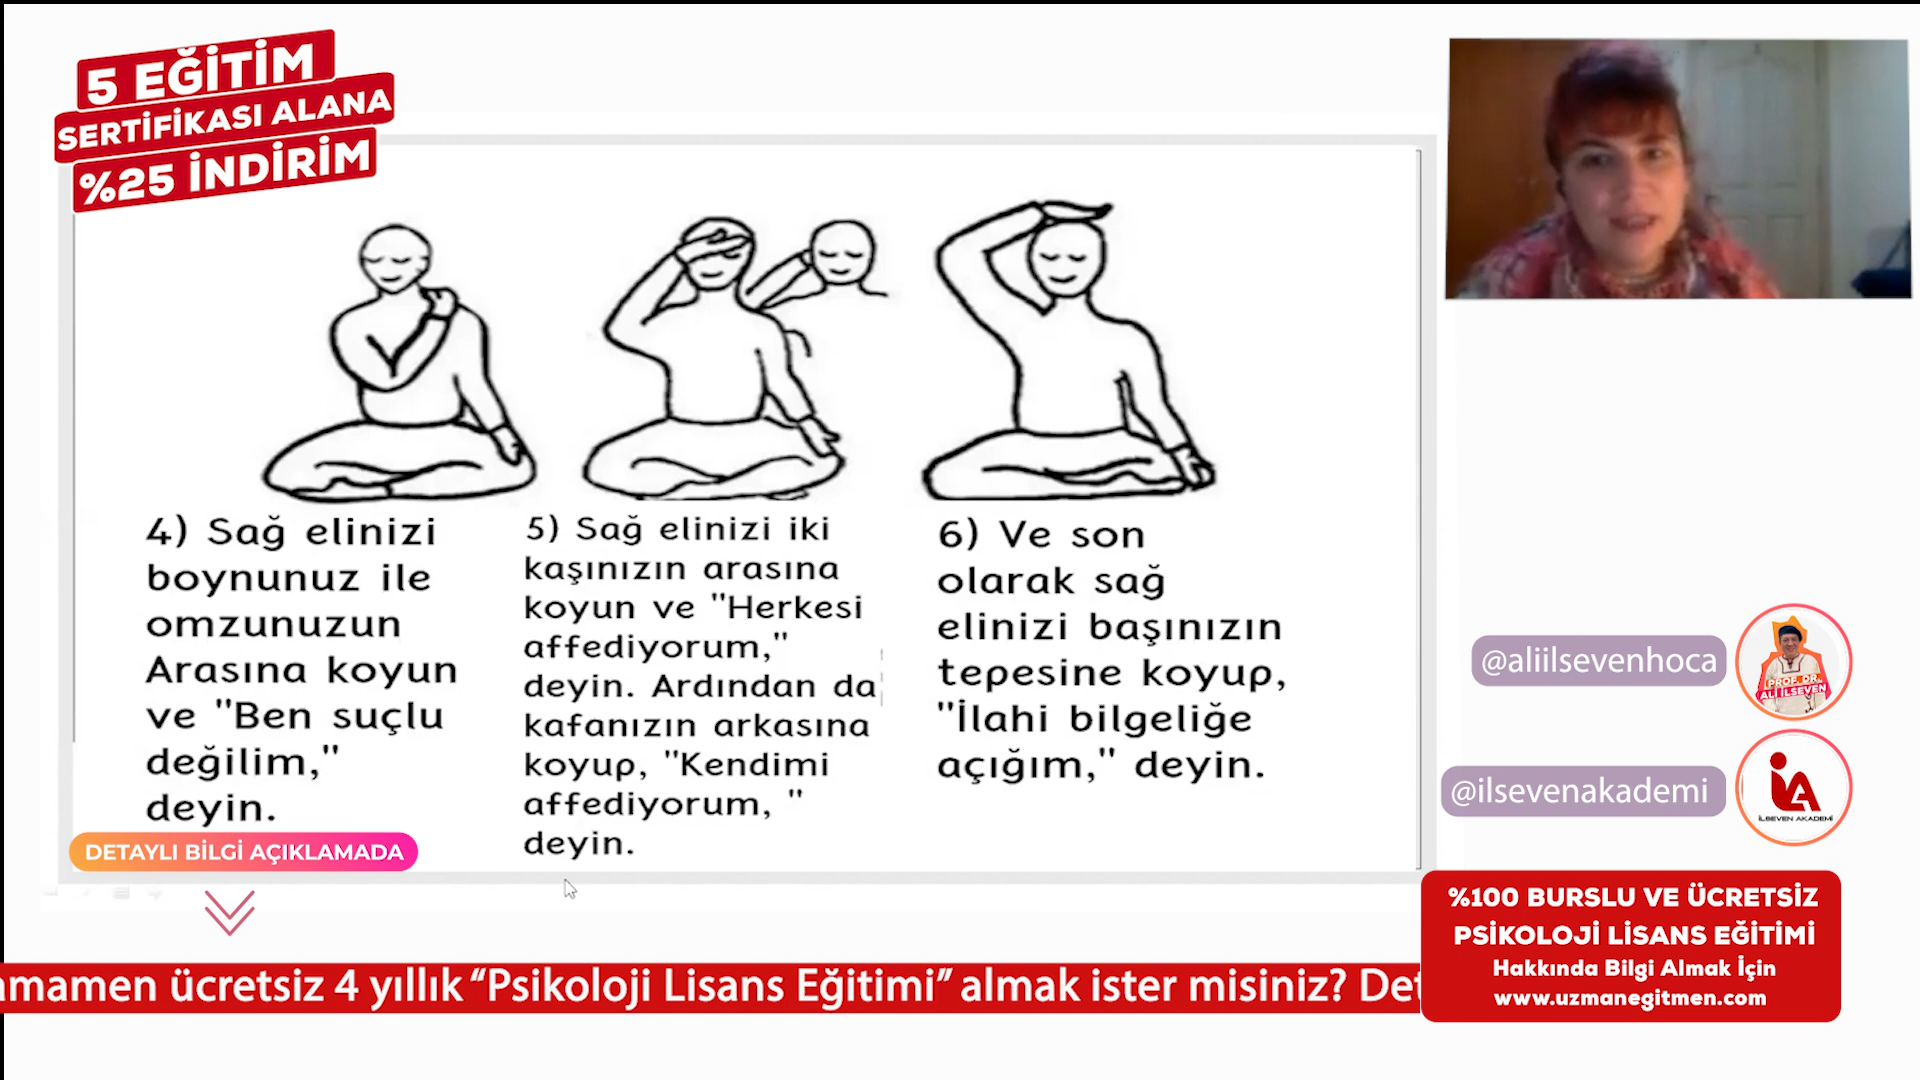 5 EĞİTİM
SERTİFİKASI ALANA
%25 İNDİRİM
4) Sağ elinizi
boynunuz ile
omzunuzun
Arasına koyun
ve "Ben suçlu
değilim,"
deyin.
5) Sağ elinizi iki
kaşınızın arasına
koyun ve "Herkesi
affediyorum,"
deyin. Ardından da
kafanızın arkasına
koyup, "Kendimi
affediyorum, "
deyin.
6) Ve son
olarak sağ
elinizi başınızın
tepesine koyup,
"İlahi bilgeliğe
açığım," deyin.
DETAYLI BİLGİ AÇIKLAMADA
@aliilsevenhoca
PROF. DR.
ALİ İLSEVEN
@ilsevenakademi
İLSEVEN AKADEMİ
%100 BURSLU VE ÜCRETSİZ
PSİKOLOJİ LİSANS EĞİTİMİ
Hakkında Bilgi Almak İçin
www.uzmanegitmen.com
amamen ücretsiz 4 yıllık “Psikoloji Lisans Eğitimi” almak ister misiniz? Det